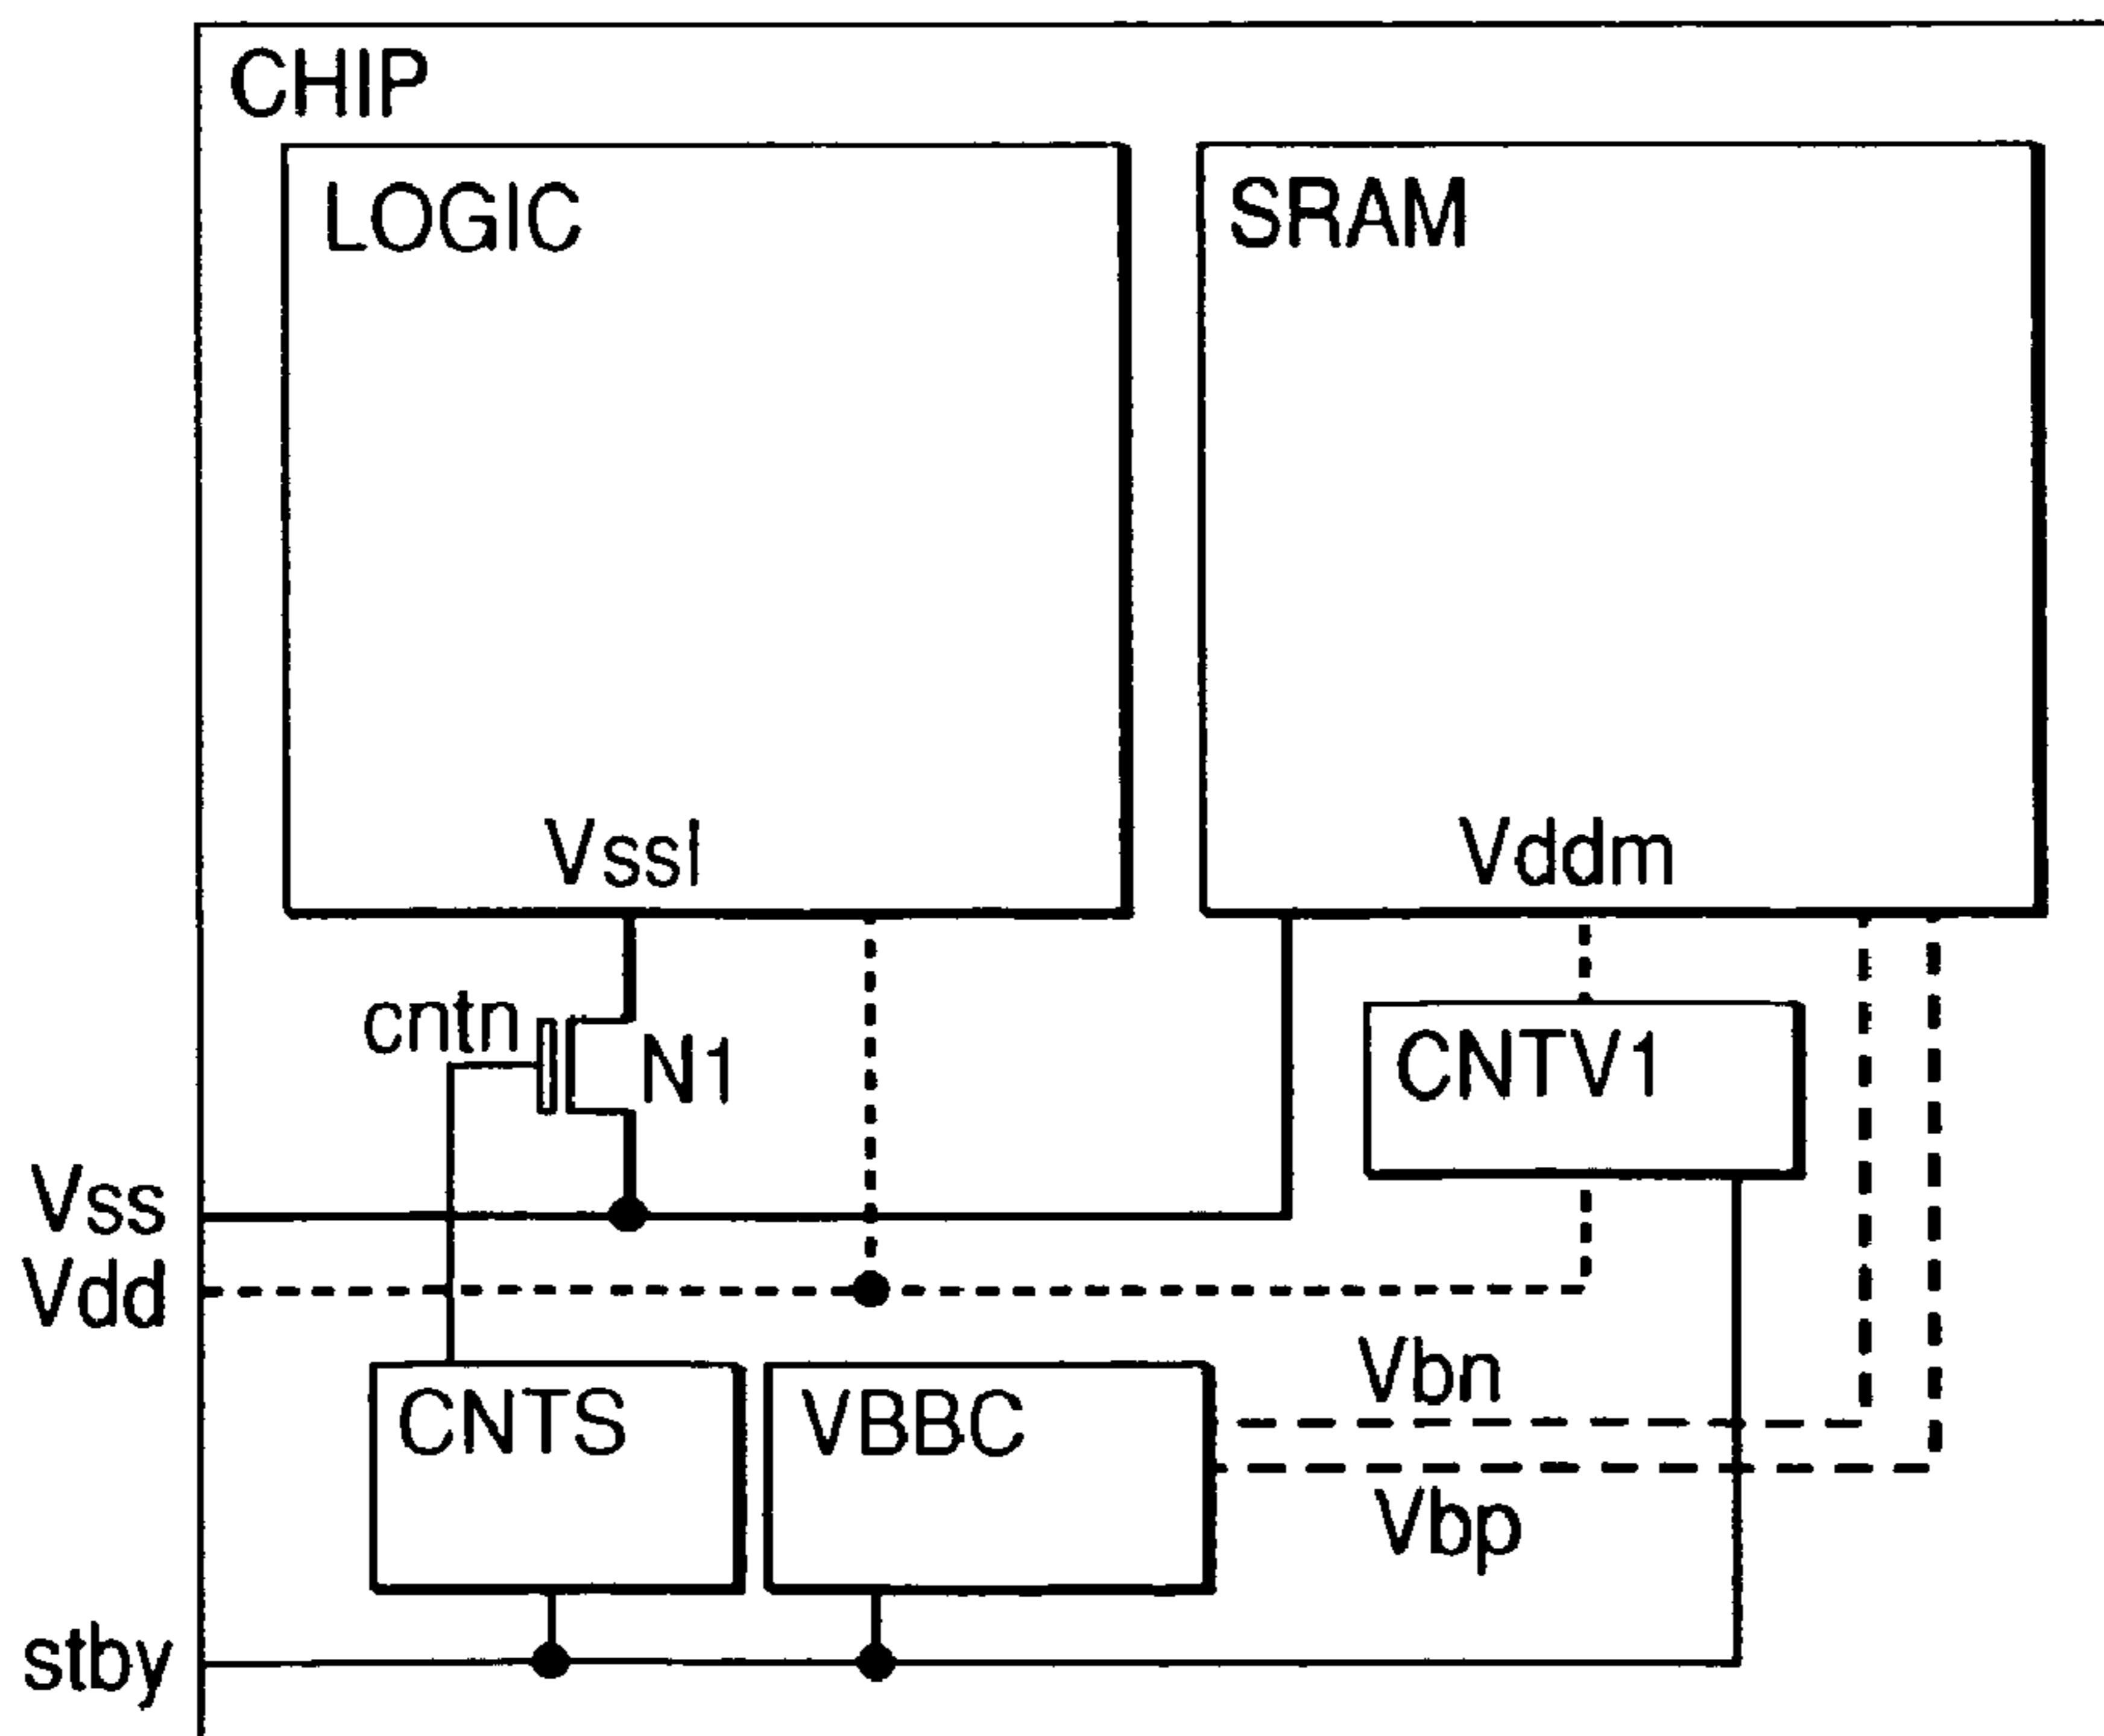 CHIP
LOGIC
SRAM
Vssl
Vddm
cntn
N1
CNTV1
Vss
Vdd
Vbn
CNTS
VBBC
Vbp
stby